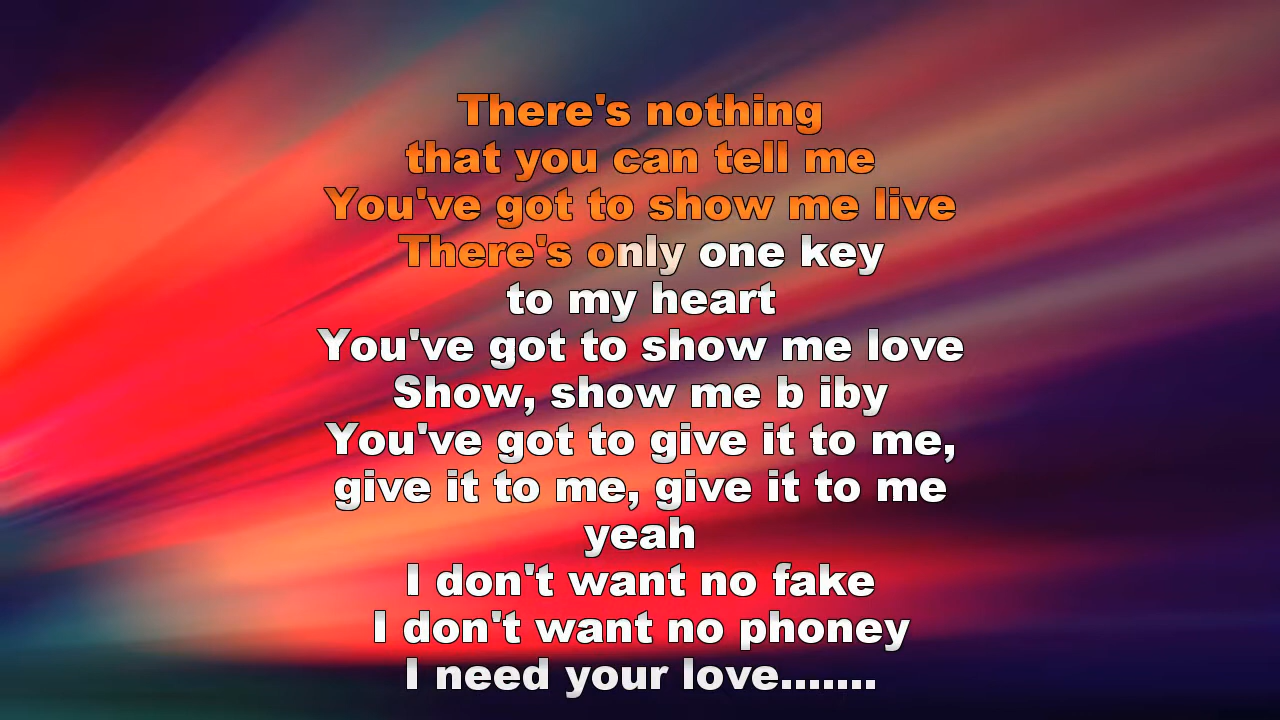 There's nothing
that you can tell me
You've got to show me live
There's only one key
to my heart
You've got to show me love
Show, show me b iby
You've got to give it to me,
give it to me, give it to me
yeah
I don't want no fake
I don't want no phoney
I need your love.......